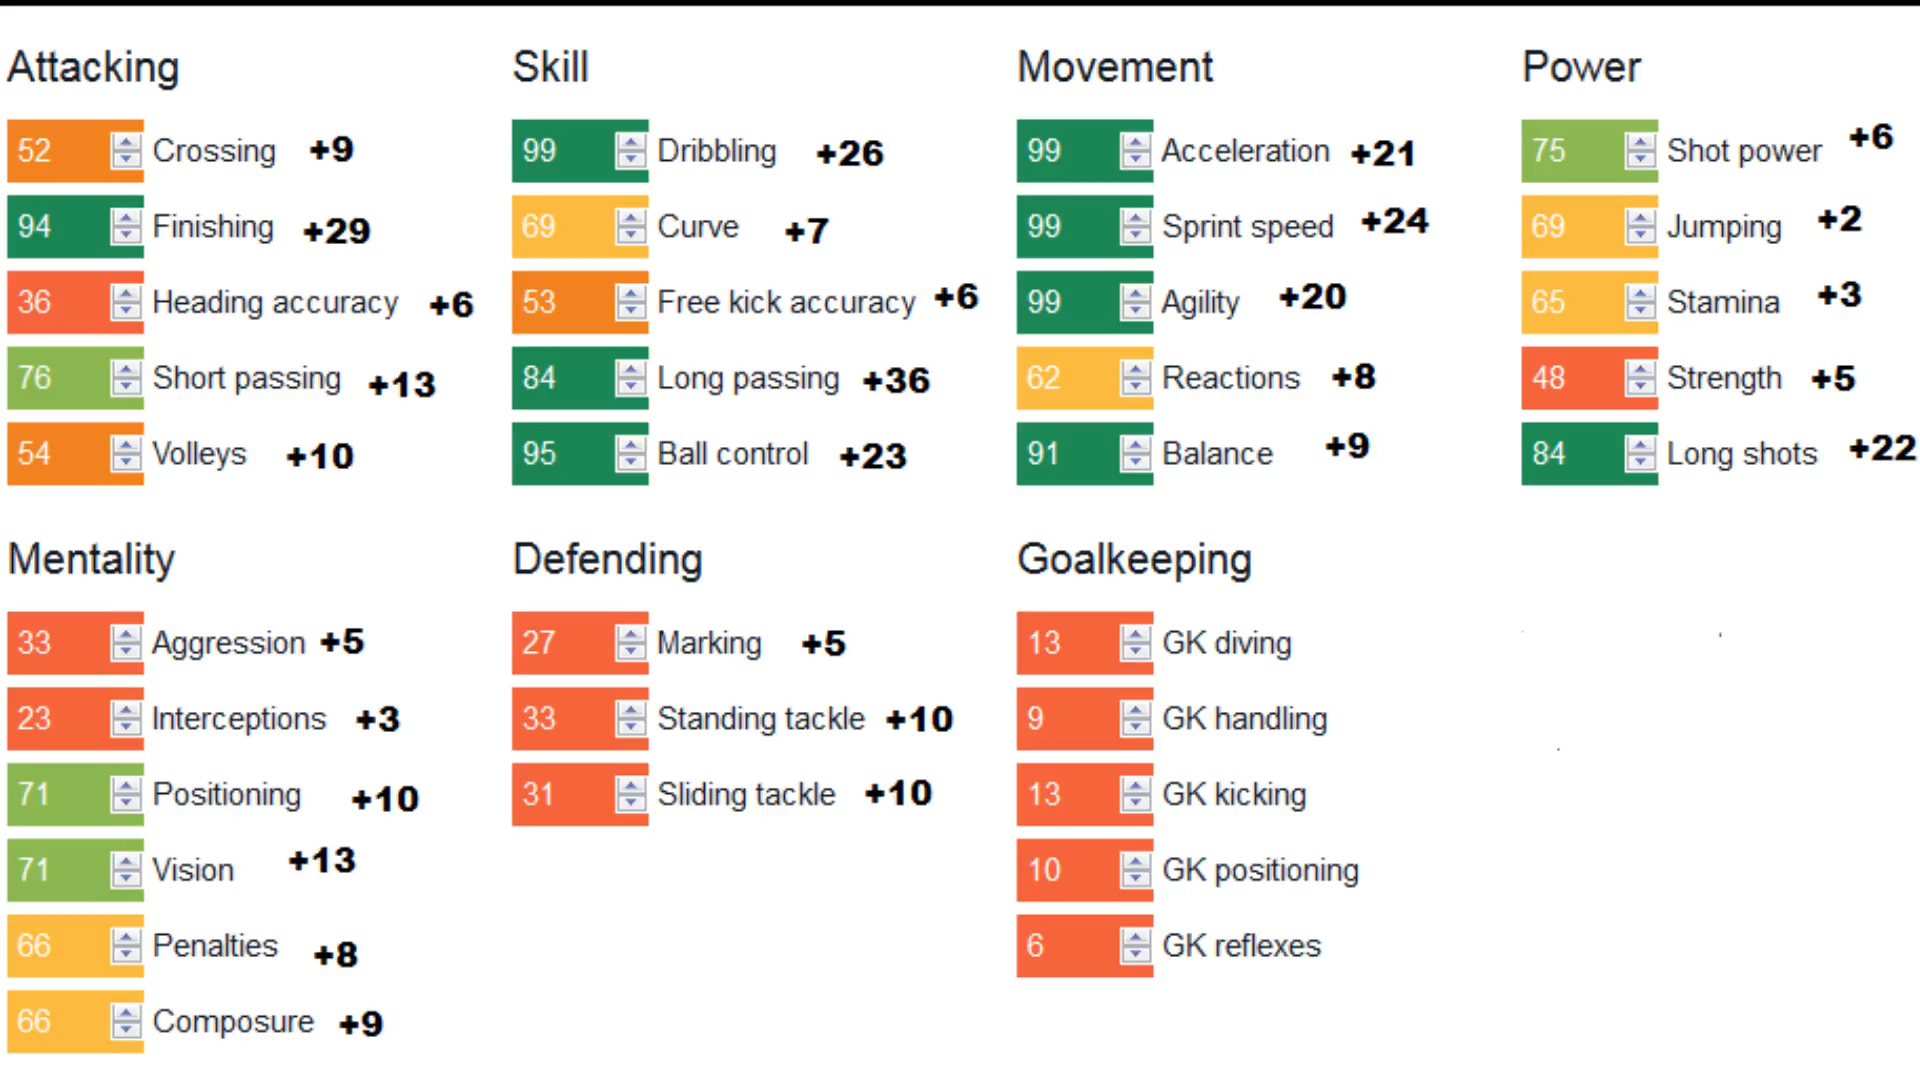 Attacking
52 Crossing +9
94 Finishing +29
36 Heading accuracy +6
76 Short passing +13
54 Volleys +10
Skill
99 Dribbling +26
69 Curve +7
53 Free kick accuracy +6
84 Long passing +36
95 Ball control +23
Movement
99 Acceleration +21
99 Sprint speed +24
99 Agility +20
62 Reactions +8
91 Balance +9
Power
75 Shot power +6
69 Jumping +2
65 Stamina +3
48 Strength +5
84 Long shots +22
Mentality
33 Aggression +5
23 Interceptions +3
71 Positioning +10
71 Vision +13
66 Penalties +8
66 Composure +9
Defending
27 Marking +5
33 Standing tackle +10
31 Sliding tackle +10
Goalkeeping
13 GK diving
9 GK handling
13 GK kicking
10 GK positioning
6 GK reflexes